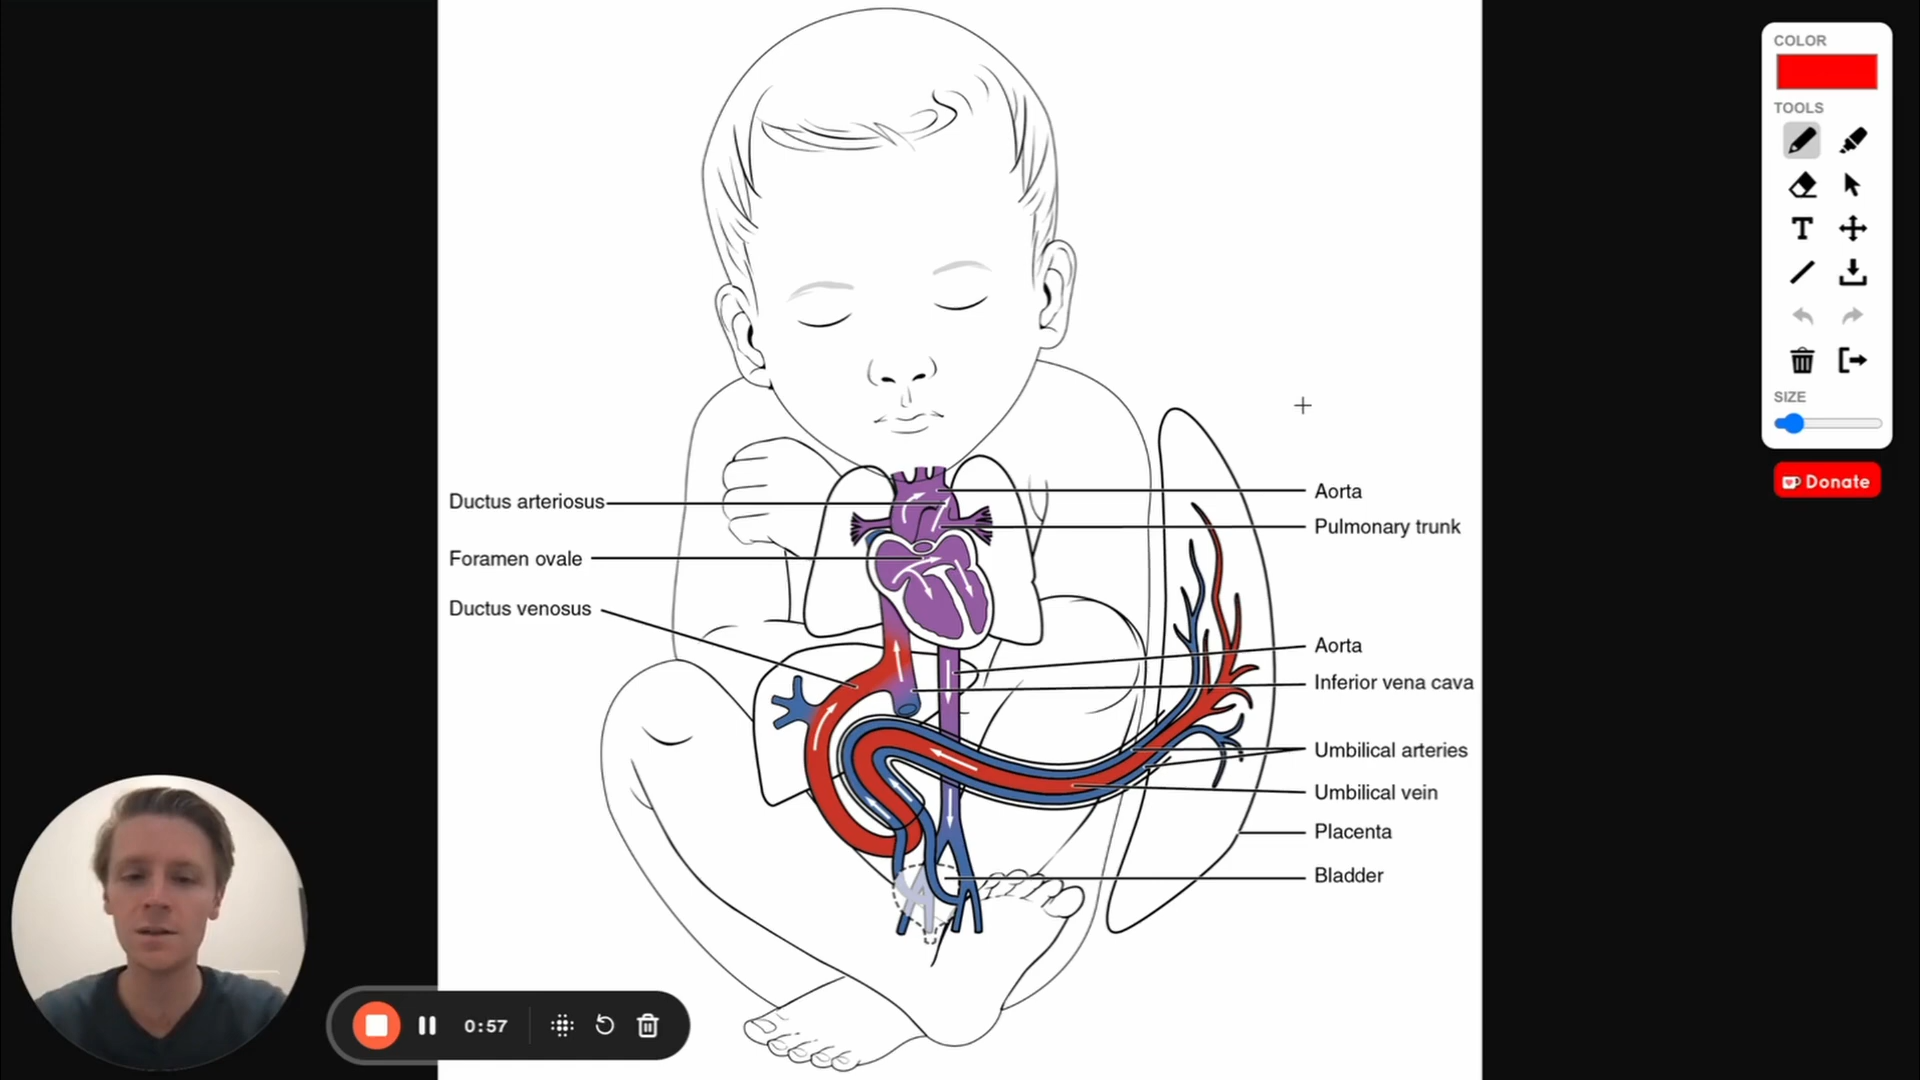 COLOR
TOOLS
T
SIZE
Donate
Ductus arteriosus
Foramen ovale
Ductus venosus
Aorta
Pulmonary trunk
Aorta
Inferior vena cava
Umbilical arteries
Umbilical vein
Placenta
Bladder
0:57